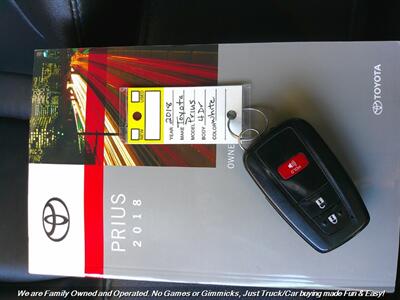 TOYOTA
PRIUS
2018
OWNE
YEAR 2018
MAKE Toyota
MODEL Prius
BODY 4 Dr
COLOR White
HOLD
We are Family Owned and Operated. No Games or Gimmicks, Just Truck/Car buying made Fun & Easy!